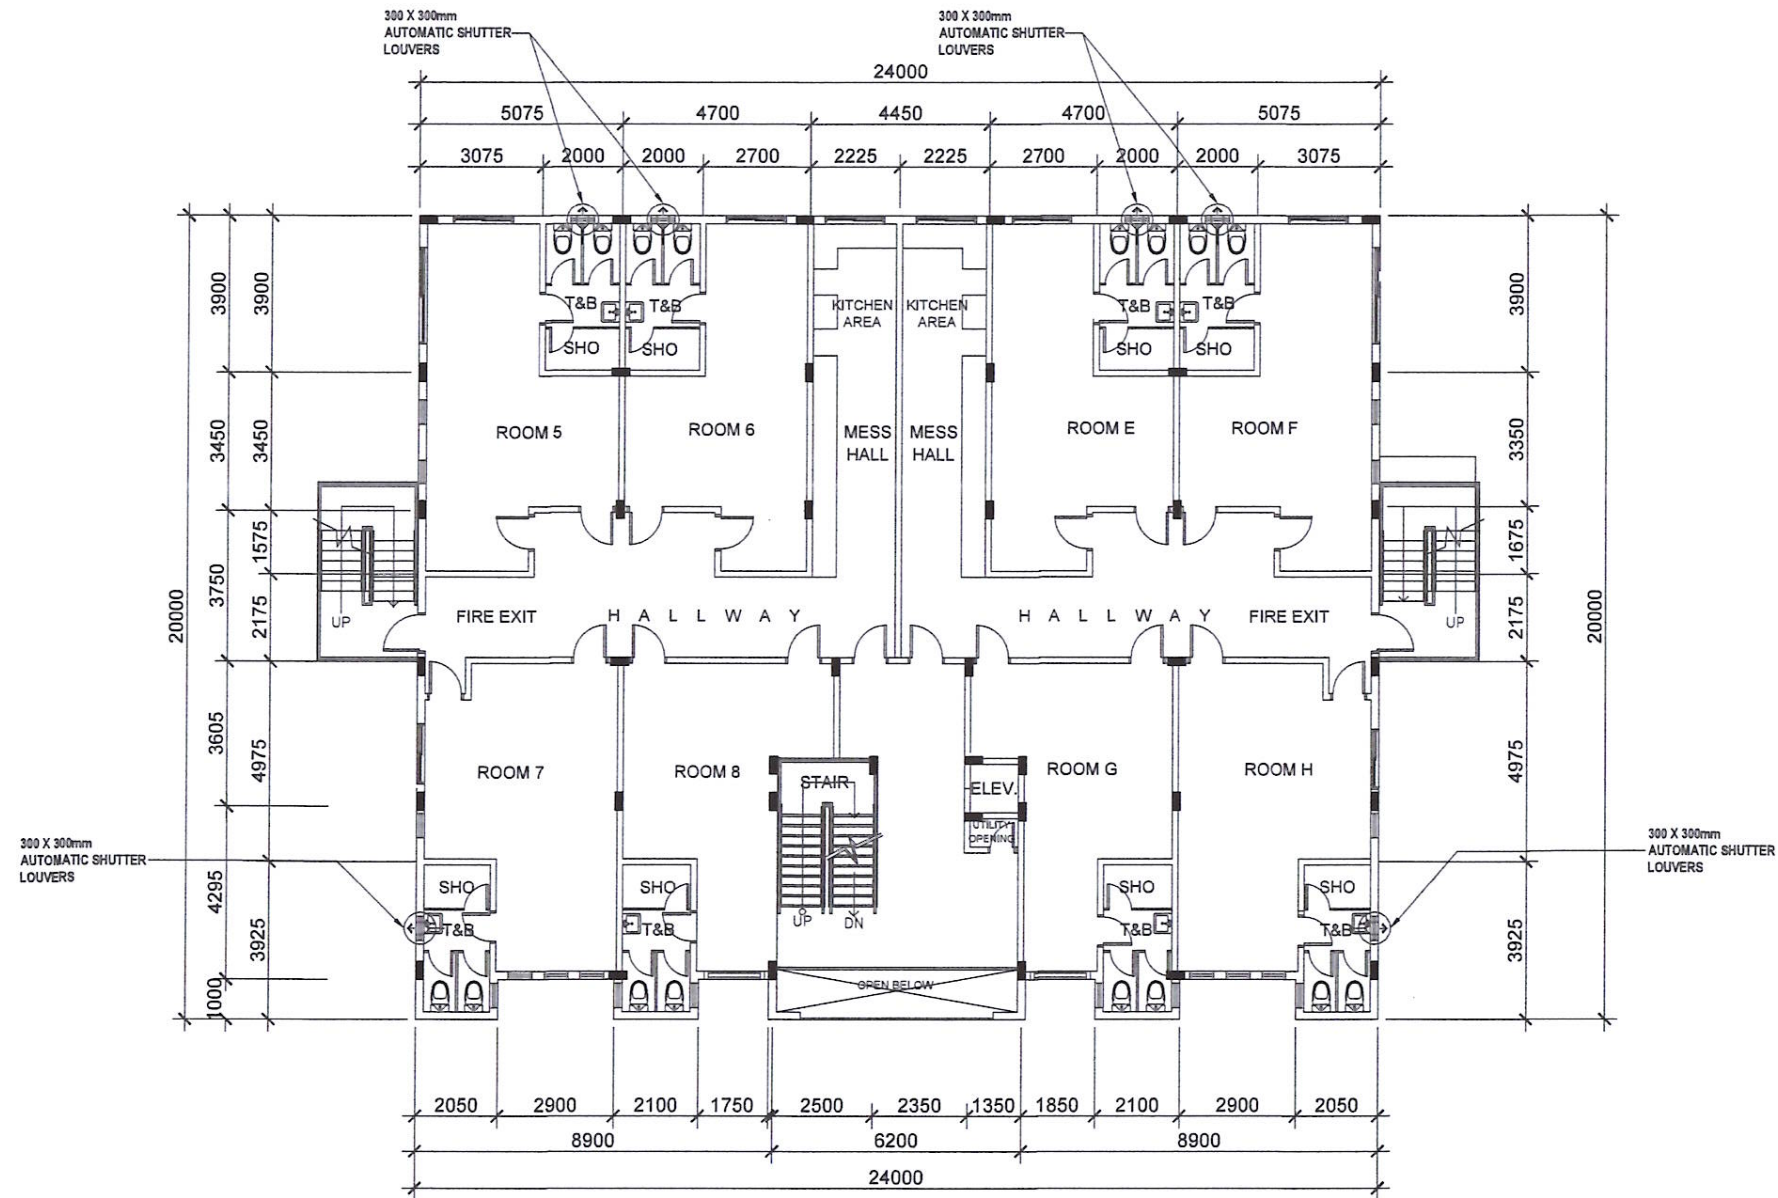 300 X 300mm
AUTOMATIC SHUTTER
LOUVERS
300 X 300mm
AUTOMATIC SHUTTER
LOUVERS
24000
5075 4700 4450 4700 5075
3075 2000 2000 2700 2225 2225 2700 2000 2000 3075
20000
3900
3450
3750
3605
4295
1000
3900
3450
1575
2175
4975
3925
T&B T&B T&B T&B
SHO SHO SHO SHO
KITCHEN
AREA
KITCHEN
AREA
ROOM 5 ROOM 6
MESS
HALL
MESS
HALL
ROOM E ROOM F
UP
FIRE EXIT HALLWAY HALLWAY FIRE EXIT
UP
ROOM 7 ROOM 8
STAIR
ELEV.
UTILITY
OPENING
ROOM G ROOM H
SHO SHO SHO SHO
T&B T&B T&B T&B
UP DN
OPEN BELOW
3900
3350
1675
2175
4975
3925
20000
300 X 300mm
AUTOMATIC SHUTTER
LOUVERS
300 X 300mm
AUTOMATIC SHUTTER
LOUVERS
2050 2900 2100 1750 2500 2350 1350 1850 2100 2900 2050
8900 6200 8900
24000